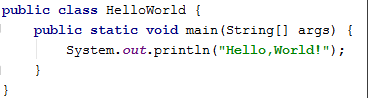 public class HelloWorld {
    public static void main(String[] args) {
        System.out.println("Hello,World!");
    }
}